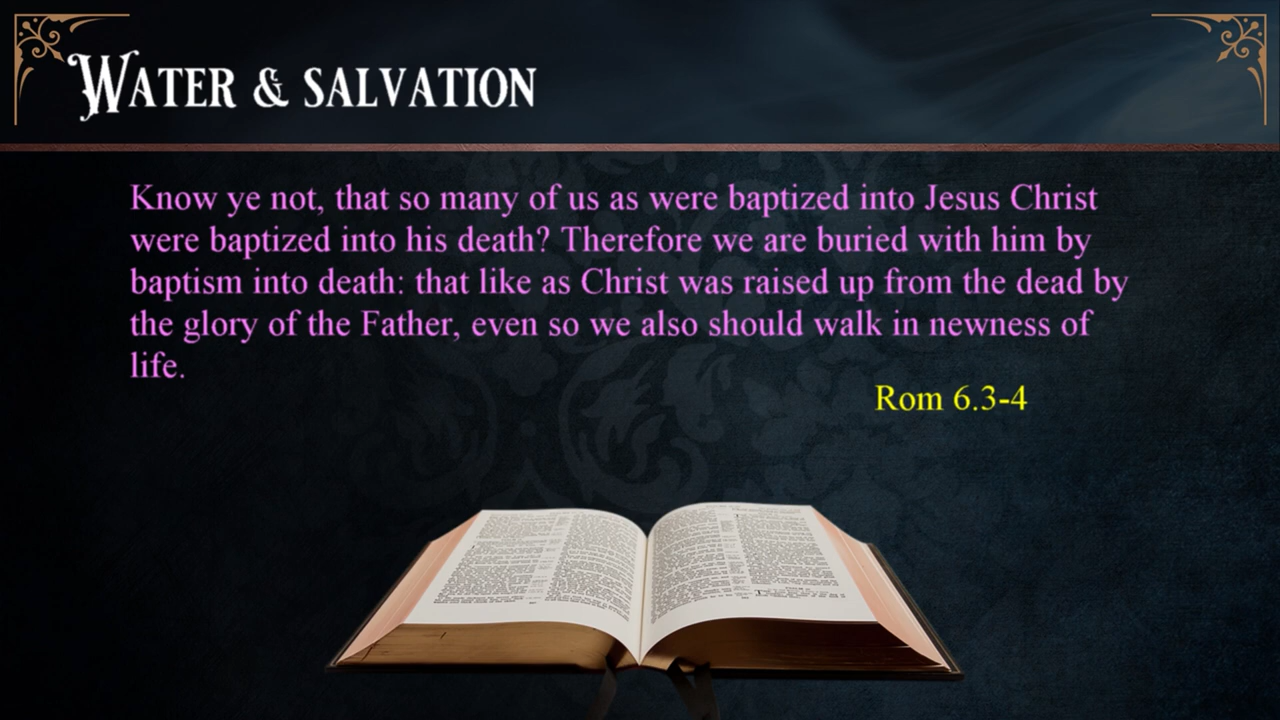 WATER & SALVATION
Know ye not, that so many of us as were baptized into Jesus Christ
were baptized into his death? Therefore we are buried with him by
baptism into death: that like as Christ was raised up from the dead by
the glory of the Father, even so we also should walk in newness of
life.
Rom 6.3-4